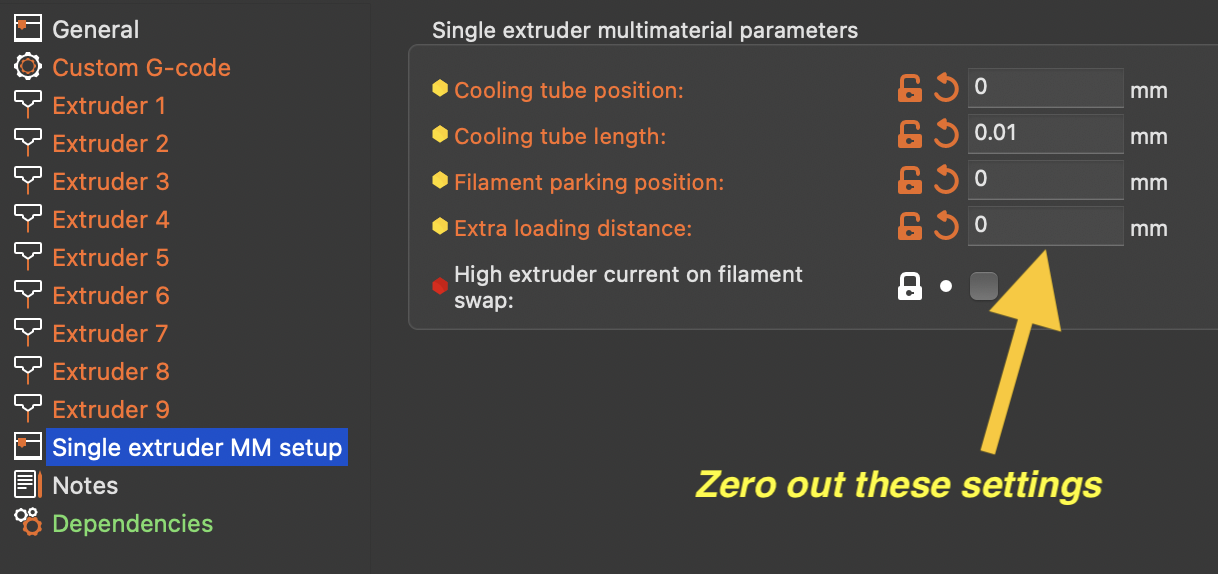 General
Custom G-code
Extruder 1
Extruder 2
Extruder 3
Extruder 4
Extruder 5
Extruder 6
Extruder 7
Extruder 8
Extruder 9
Single extruder MM setup
Notes
Dependencies
Single extruder multimaterial parameters
Cooling tube position: 0 mm
Cooling tube length: 0.01 mm
Filament parking position: 0 mm
Extra loading distance: 0 mm
High extruder current on filament
swap:
Zero out these settings